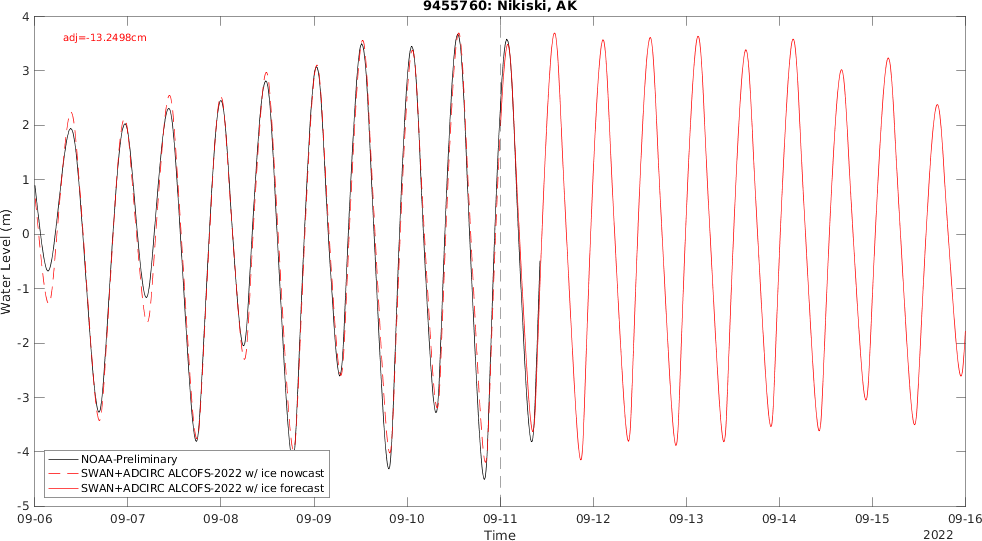 9455760: Nikiski, AK
adj=-13.2498cm
Water Level (m)
4
3
2
1
0
-1
-2
-3
-4
-5
NOAA-Preliminary
SWAN+ADCIRC ALCOFS-2022 w/ ice nowcast
SWAN+ADCIRC ALCOFS-2022 w/ ice forecast
09-06 09-07 09-08 09-09 09-10 09-11 09-12 09-13 09-14 09-15 09-16
Time
2022